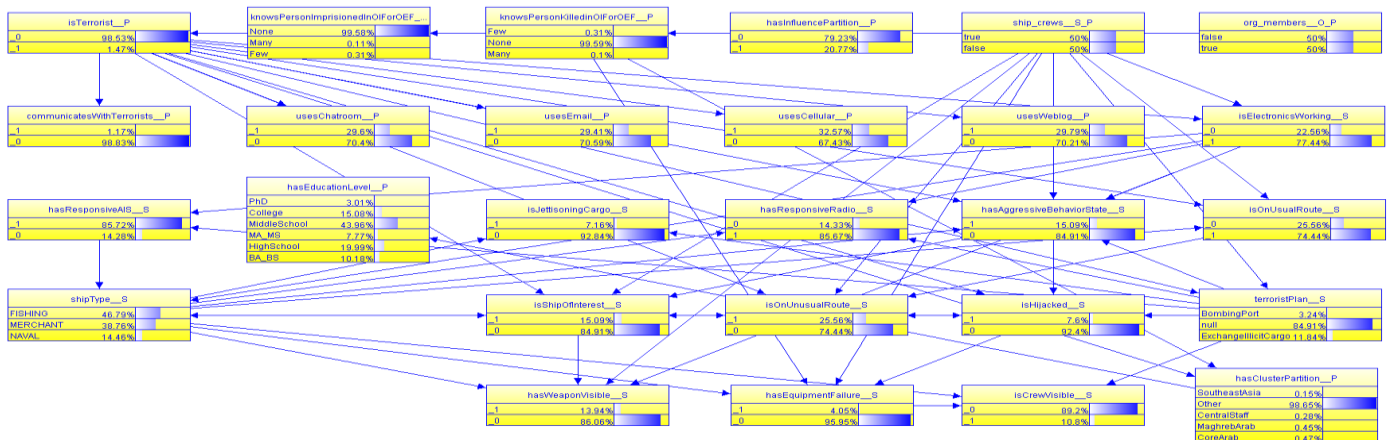 isTerrorist__P
_0 98.53%
_1 1.47%
knowsPersonImprisionedInOIForOEF_...
None 99.58%
Many 0.11%
Few 0.31%
knowsPersonKilledinOIForOEF__P
Few 0.31%
None 99.59%
Many 0.1%
hasInfluencePartition__P
_0 79.23%
_1 20.77%
ship_crews__S_P
true 50%
false 50%
org_members__O_P
false 50%
true 50%
communicatesWithTerrorists__P
_1 1.17%
_0 98.83%
usesChatroom__P
_1 29.6%
_0 70.4%
usesEmail__P
_1 29.41%
_0 70.59%
usesCellular__P
_1 32.57%
_0 67.43%
usesWeblog__P
_1 29.79%
_0 70.21%
isElectronicsWorking__S
_0 22.56%
_1 77.44%
hasResponsiveAIS__S
_1 85.72%
_0 14.28%
hasEducationLevel__P
PhD 3.01%
College 15.08%
MiddleSchool 43.96%
MA_MS 7.77%
HighSchool 19.99%
BA_BS 10.18%
isJettisoningCargo__S
_1 7.16%
_0 92.84%
hasResponsiveRadio__S
_0 14.33%
_1 85.67%
hasAggressiveBehaviorState__S
_1 15.09%
_0 84.91%
isOnUsualRoute__S
_0 25.56%
_1 74.44%
shipType__S
FISHING 46.79%
MERCHANT 38.76%
NAVAL 14.46%
isShipOfInterest__S
_1 15.09%
_0 84.91%
isOnUnusualRoute__S
_1 25.56%
_0 74.44%
isHijacked__S
_1 7.6%
_0 92.4%
terroristPlan__S
BombingPort 3.24%
null 84.91%
ExchangeIllicitCargo 11.84%
hasWeaponVisible__S
_1 13.94%
_0 86.06%
hasEquipmentFailure__S
_1 4.05%
_0 95.95%
isCrewVisible__S
_0 89.2%
_1 10.8%
hasClusterPartition__P
SoutheastAsia 0.15%
Other 98.65%
CentralStaff 0.28%
MaghrebArab 0.45%
CoreArab 0.47%